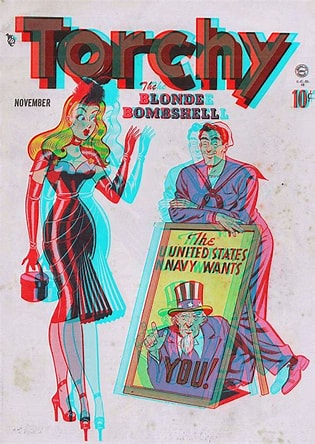 Torchy
The
BLONDE
BOMBSHELL
NOVEMBER
10¢
The
UNITED STATES
NAVY WANTS
YOU!